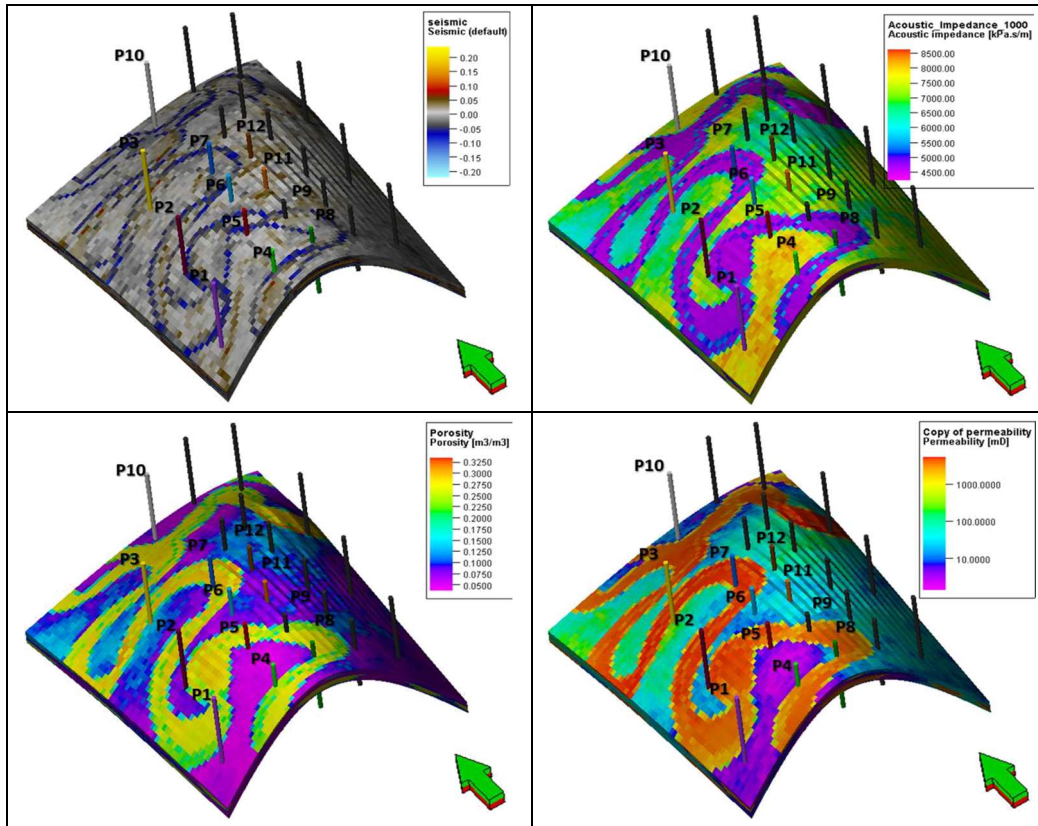 seismic
Seismic (default)
0.20
0.15
0.10
0.05
0.00
-0.05
-0.10
-0.15
-0.20
P10
P3
P7
P12
P6
P11
P2
P5
P9
P8
P4
P1
Acoustic_Impedance_1000
Acoustic impedance [kPa.s/m]
8500.00
8000.00
7500.00
7000.00
6500.00
6000.00
5500.00
5000.00
4500.00
P10
P3
P7
P12
P6
P11
P2
P5
P9
P8
P4
P1
Porosity
Porosity [m3/m3]
0.3250
0.3000
0.2750
0.2500
0.2250
0.2000
0.1750
0.1500
0.1250
0.1000
0.0750
0.0500
P10
P3
P7
P12
P6
P11
P2
P5
P9
P8
P4
P1
Copy of permeability
Permeability [mD]
1000.0000
100.0000
10.0000
P10
P3
P7
P12
P6
P11
P2
P5
P9
P8
P4
P1